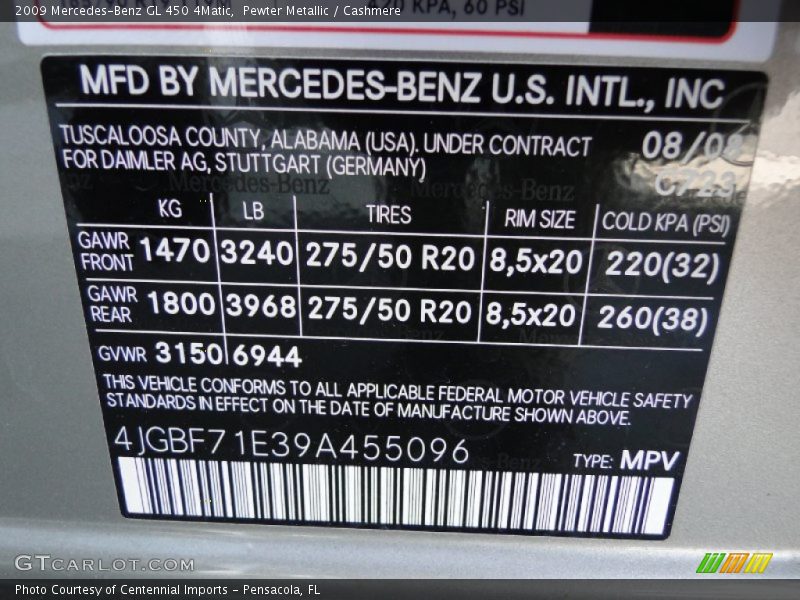 2009 Mercedes-Benz GL 450 4Matic, Pewter Metallic / Cashmere
KPA, 60 PSI
MFD BY MERCEDES-BENZ U.S. INTL., INC
TUSCALOOSA COUNTY, ALABAMA (USA). UNDER CONTRACT 08/08
FOR DAIMLER AG, STUTTGART (GERMANY) C723
KG LB TIRES RIM SIZE COLD KPA (PSI)
GAWR FRONT 1470 3240 275/50 R20 8,5x20 220(32)
GAWR REAR 1800 3968 275/50 R20 8,5x20 260(38)
GVWR 3150 6944
THIS VEHICLE CONFORMS TO ALL APPLICABLE FEDERAL MOTOR VEHICLE SAFETY
STANDARDS IN EFFECT ON THE DATE OF MANUFACTURE SHOWN ABOVE.
4JGBF71E39A455096 TYPE: MPV
GTCARLOT.COM
Photo Courtesy of Centennial Imports - Pensacola, FL